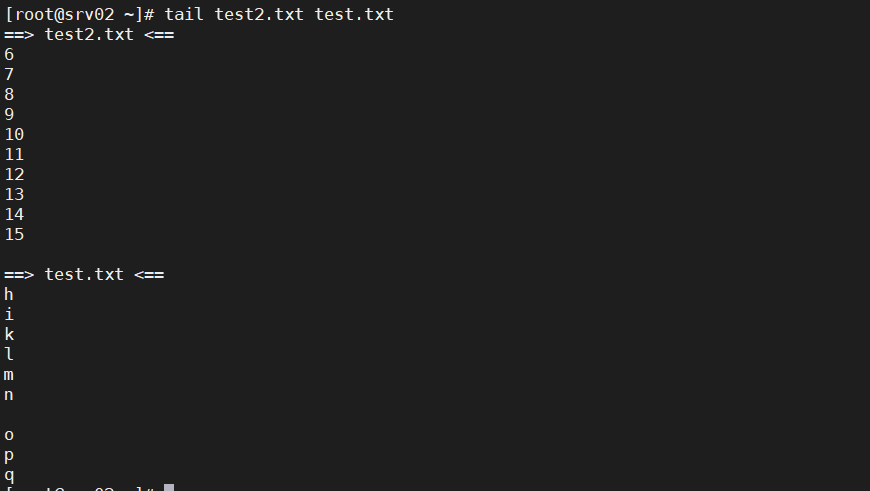 [root@srv02 ~]# tail test2.txt test.txt
==> test2.txt <==
6
7
8
9
10
11
12
13
14
15

==> test.txt <==
h
i
k
l
m
n

o
p
q